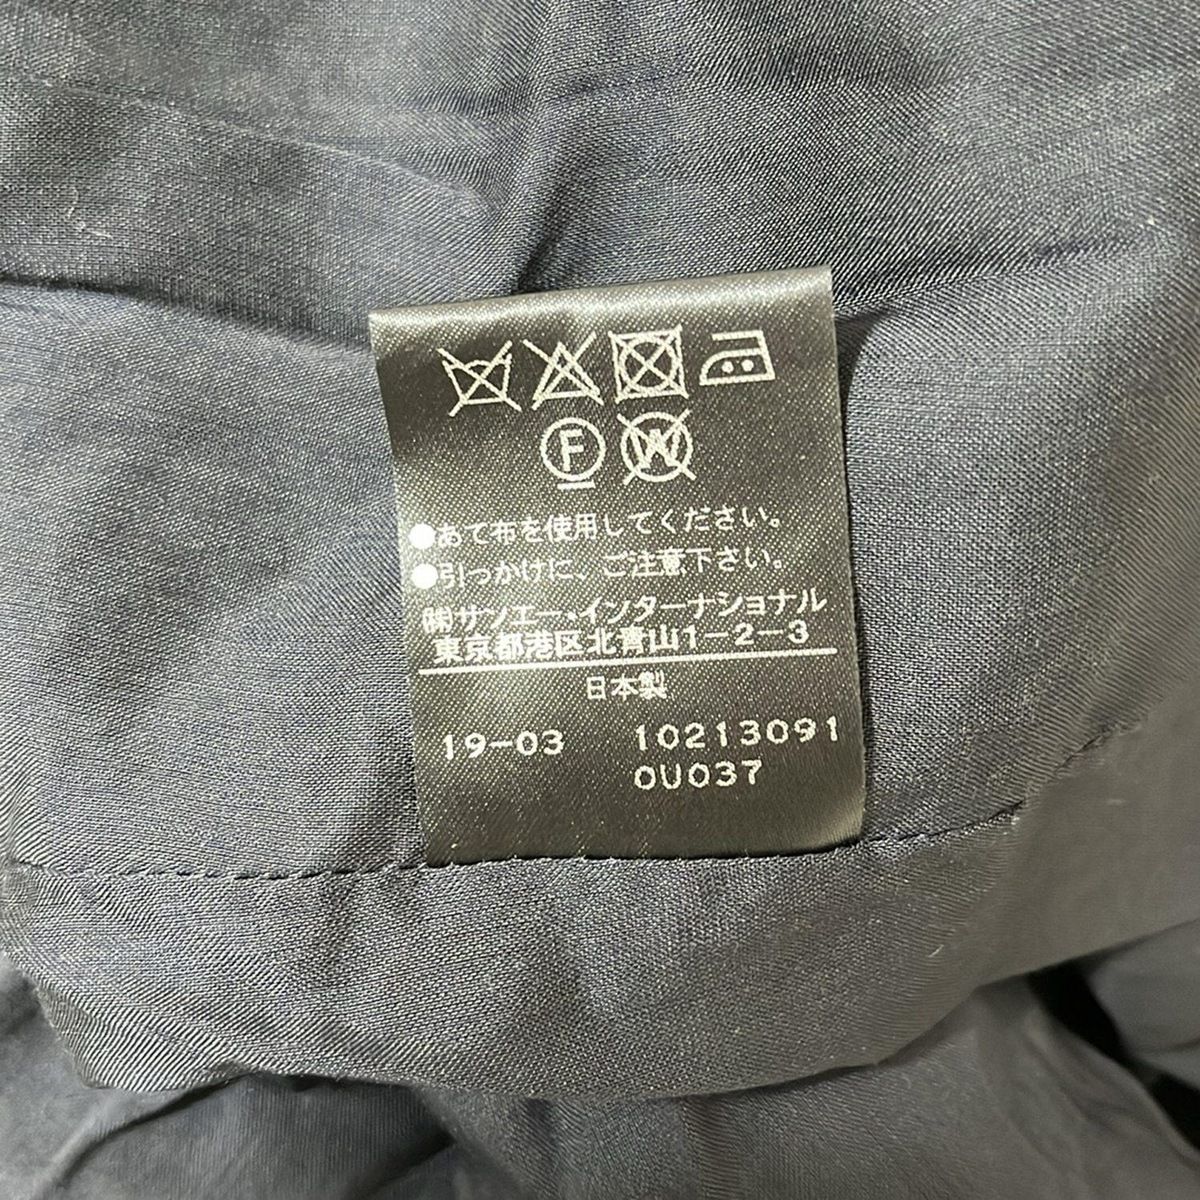 F W
●あて布を使用してください。
●引っかけに、ご注意下さい。
㈱サンエー・インターナショナル
東京都港区北青山1-2-3
日本製
19-03 10213091
0U037